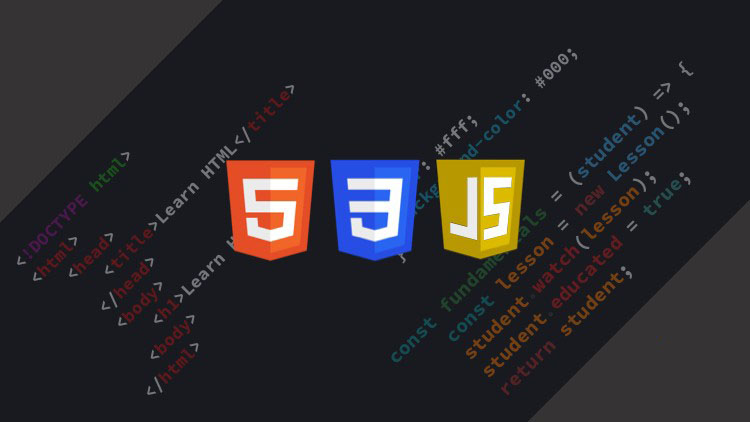 <!DOCTYPE html>
<html>
<head>
<title>Learn HTML</title>
</head>
<body>
<h1>Learn H
<body>
</html>
5
3
JS
: #fff;
nd-color: #000;
}
const fundamentals = (student) => {
const lesson = new Lesson();
student.watch(lesson);
student.educated = true;
return student;